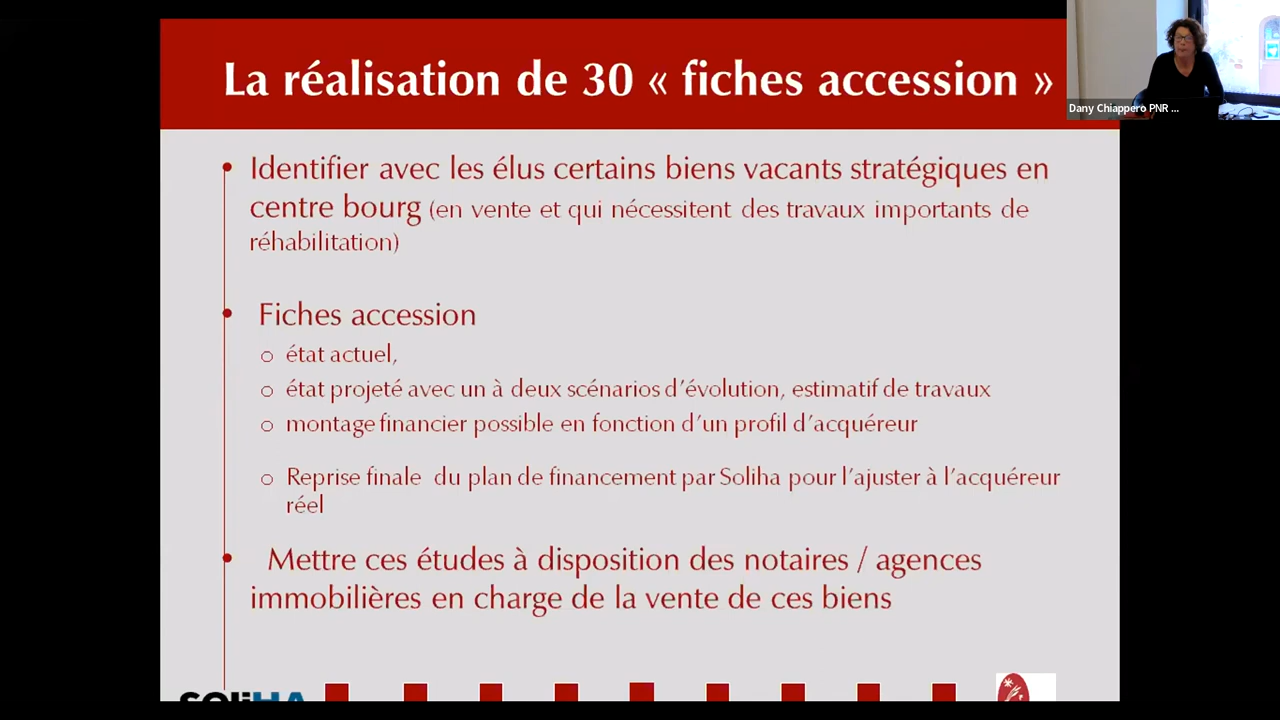 La réalisation de 30 « fiches accession »
Dany Chiappero PNR ...
• Identifier avec les élus certains biens vacants stratégiques en
centre bourg (en vente et qui nécessitent des travaux importants de
réhabilitation)
• Fiches accession
o état actuel,
o état projeté avec un à deux scénarios d’évolution, estimatif de travaux
o montage financier possible en fonction d’un profil d’acquéreur
o Reprise finale du plan de financement par Soliha pour l’ajuster à l’acquéreur
réel
• Mettre ces études à disposition des notaires / agences
immobilières en charge de la vente de ces biens
SOLiHA